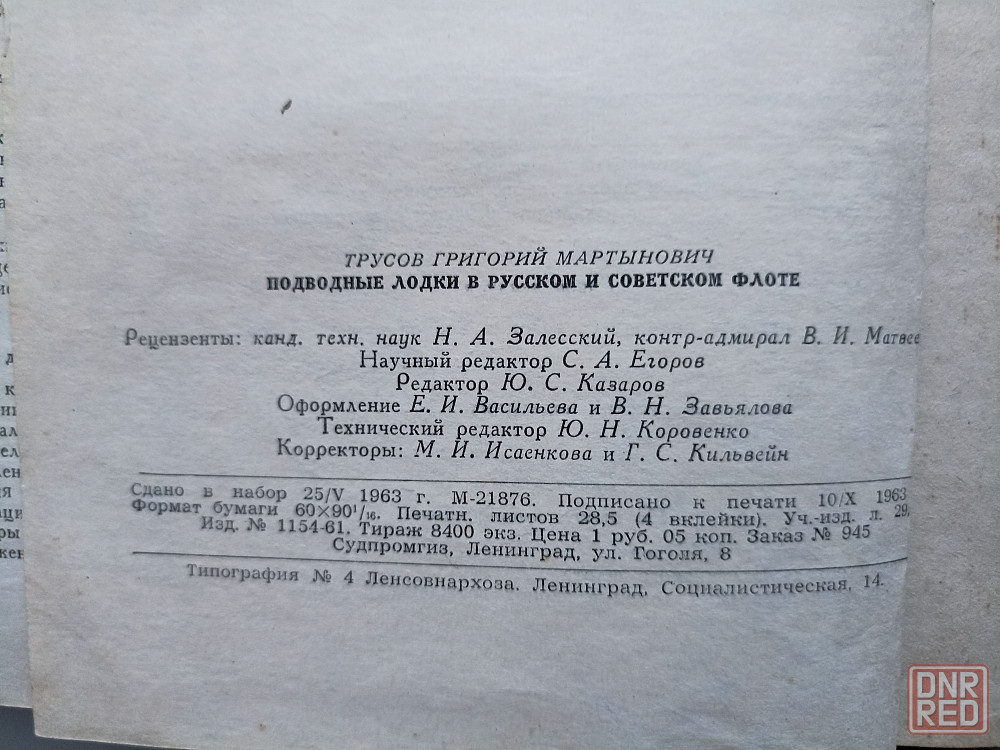 ТРУСОВ ГРИГОРИЙ МАРТЫНОВИЧ
ПОДВОДНЫЕ ЛОДКИ В РУССКОМ И СОВЕТСКОМ ФЛОТЕ
Рецензенты: канд. техн. наук Н. А. Залесский, контр-адмирал В. И. Матвее
Научный редактор С. А. Егоров
Редактор Ю. С. Казаров
Оформление Е. И. Васильева и В. Н. Завьялова
Технический редактор Ю. Н. Коровенко
Корректоры: М. И. Исаенкова и Г. С. Кильвейн
Сдано в набор 25/V 1963 г. М-21876. Подписано к печати 10/X 1963
Формат бумаги 60×90¹/₁₆. Печатн. листов 28,5 (4 вклейки). Уч.-изд. л. 29,
Изд. № 1154-61. Тираж 8400 экз. Цена 1 руб. 05 коп. Заказ № 945
Судпромгиз, Ленинград, ул. Гоголя, 8
Типография № 4 Ленсовнархоза. Ленинград, Социалистическая, 14.
DNR
RED